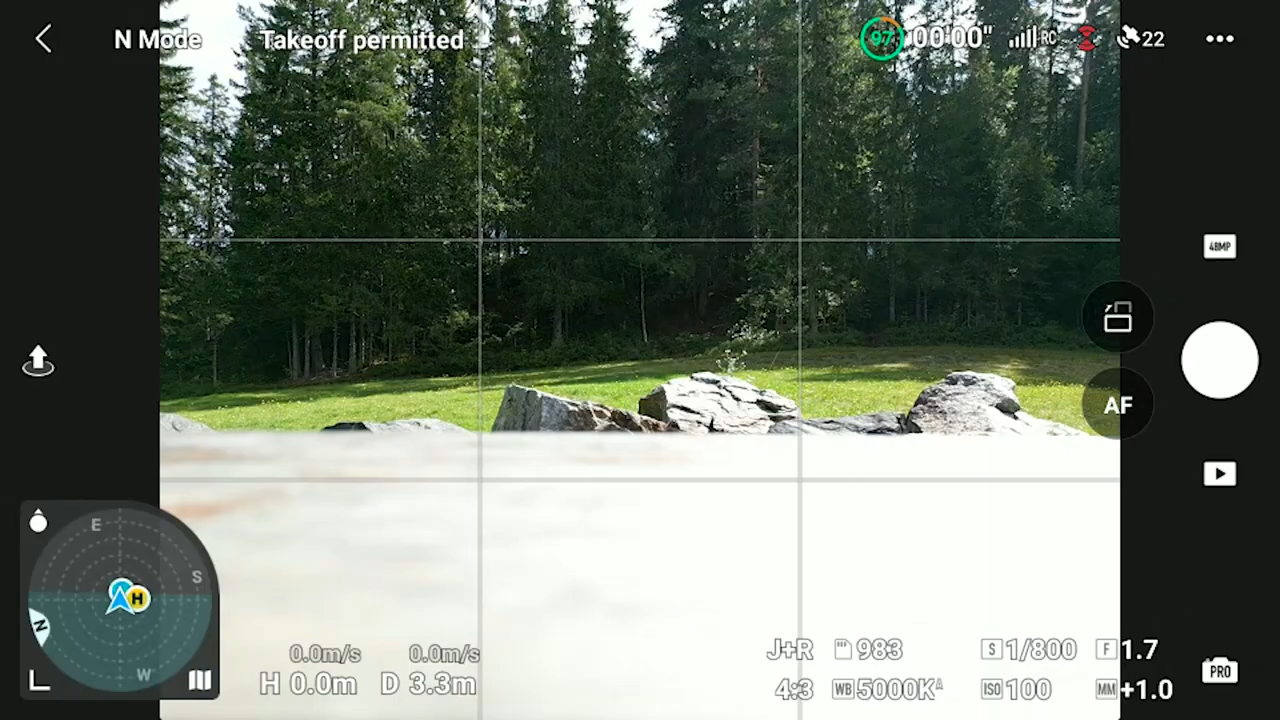 N Mode
Takeoff permitted
97
00'00"
RC
22
48MP
AF
E
S
H
N
W
0.0m/s
0.0m/s
H 0.0m
D 3.3m
J+R
983
S 1/800
F 1.7
4:3
WB 5000K A
ISO 100
MM +1.0
PRO